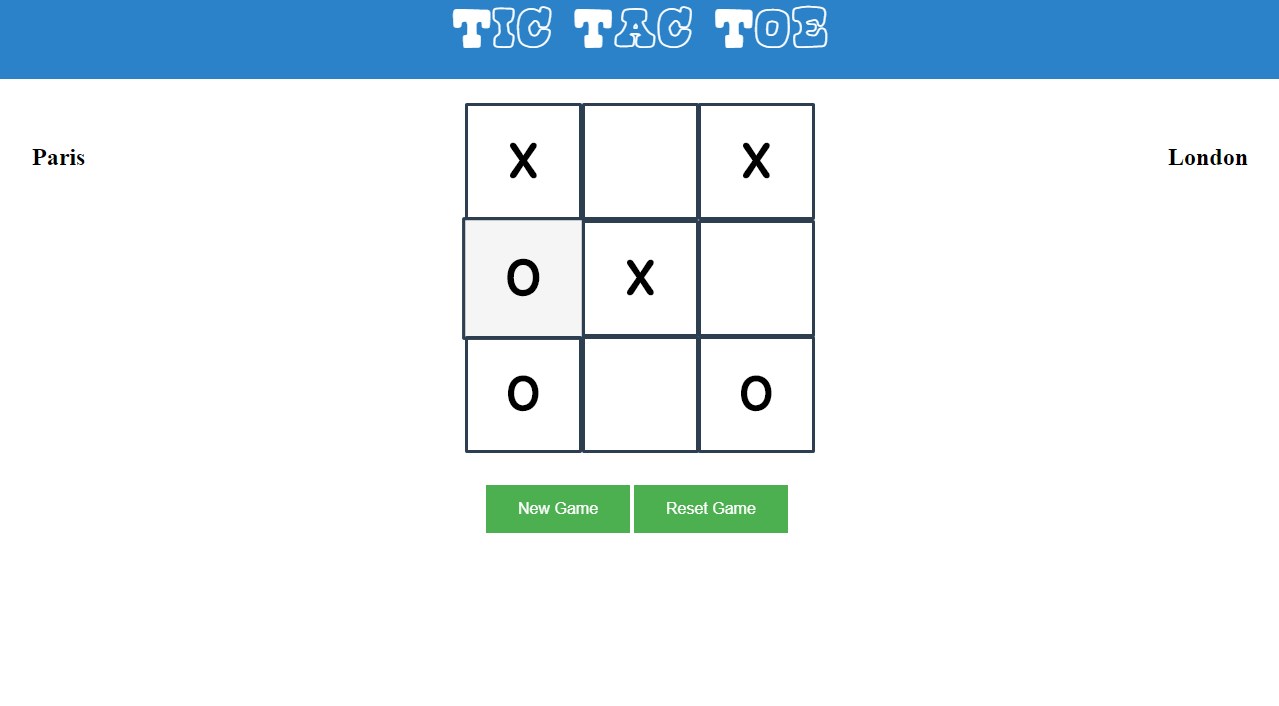 TIC TAC TOE
Paris
London
X X
O X
O O
New Game
Reset Game